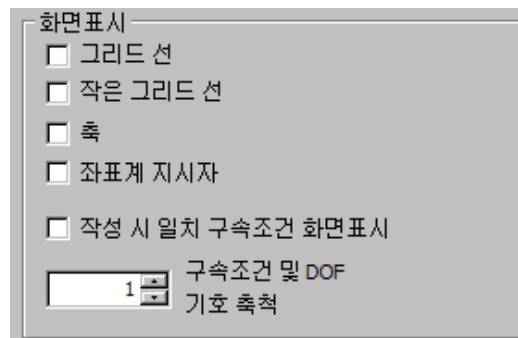 화면표시
그리드 선
작은 그리드 선
축
좌표계 지시자
작성 시 일치 구속조건 화면표시
1
구속조건 및 DOF
기호 축척